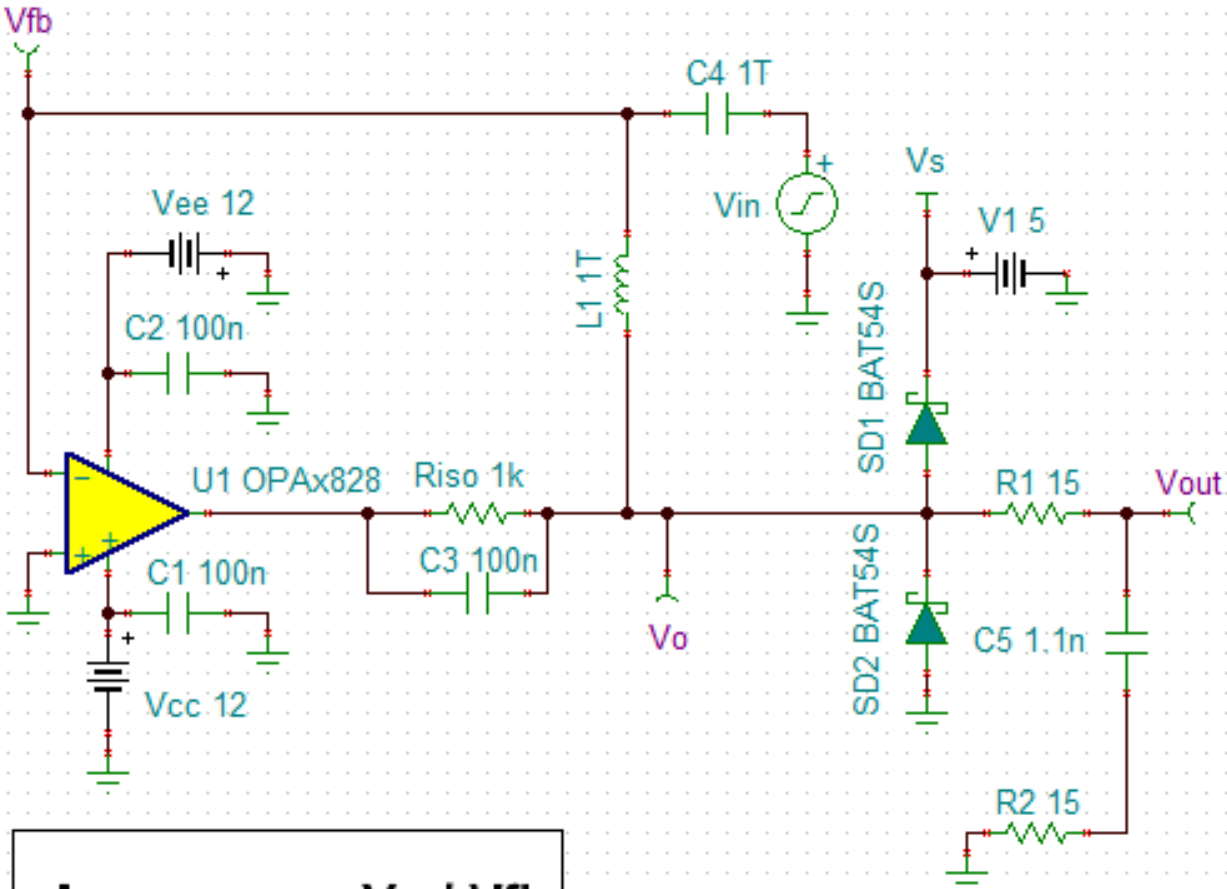 Vfb
C4 1T
Vin
+
Vs
V1 5
+
Vee 12
+
C2 100n
L1 1T
SD1 BAT54S
U1 OPAx828
Riso 1k
R1 15
Vout
C1 100n
C3 100n
+
Vo
SD2 BAT54S
C5 1.1n
Vcc 12
R2 15